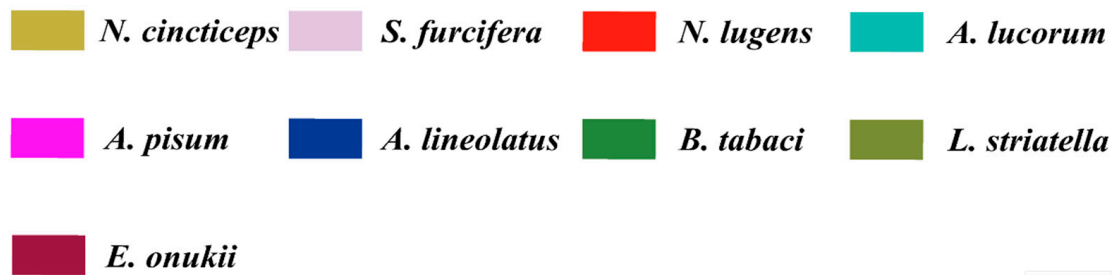 N. cincticeps S. furcifera N. lugens A. lucorum
A. pisum A. lineolatus B. tabaci L. striatella
E. onukii